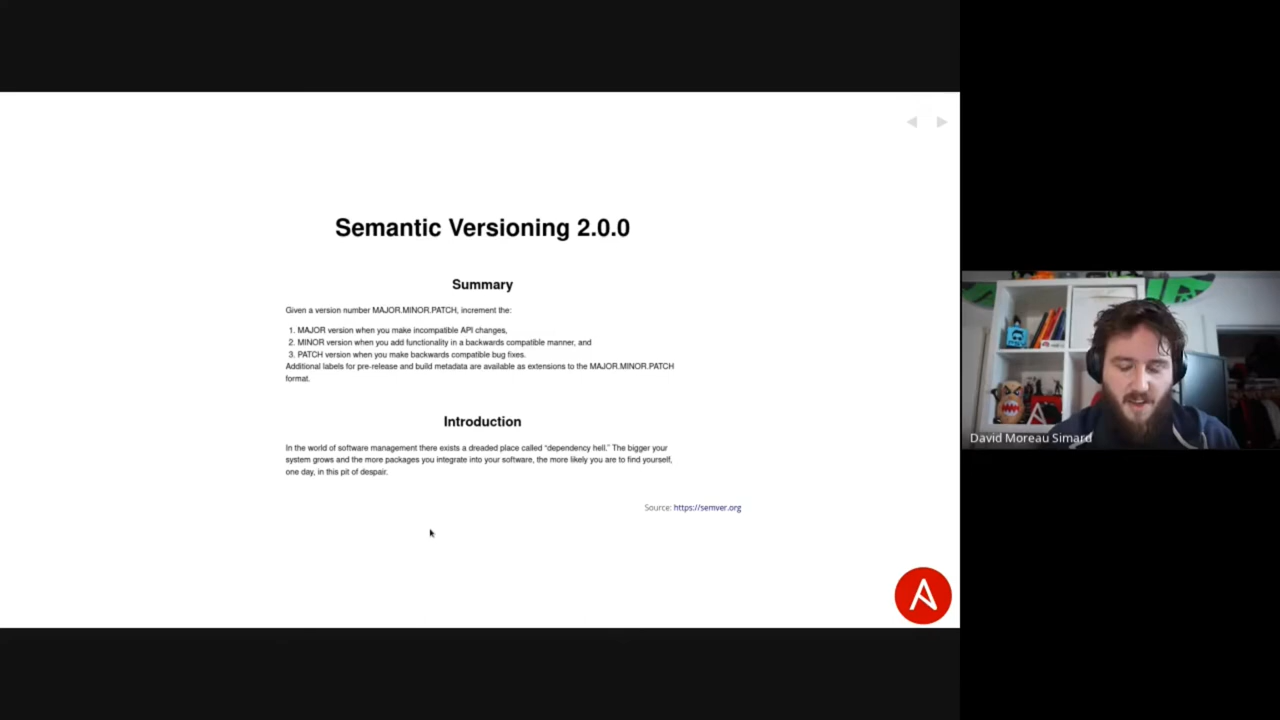 Semantic Versioning 2.0.0
Summary
Given a version number MAJOR.MINOR.PATCH, increment the:
1. MAJOR version when you make incompatible API changes,
2. MINOR version when you add functionality in a backwards compatible manner, and
3. PATCH version when you make backwards compatible bug fixes.
Additional labels for pre-release and build metadata are available as extensions to the MAJOR.MINOR.PATCH
format.
Introduction
In the world of software management there exists a dreaded place called “dependency hell.” The bigger your
system grows and the more packages you integrate into your software, the more likely you are to find yourself,
one day, in this pit of despair.
Source: https://semver.org
David Moreau Simard